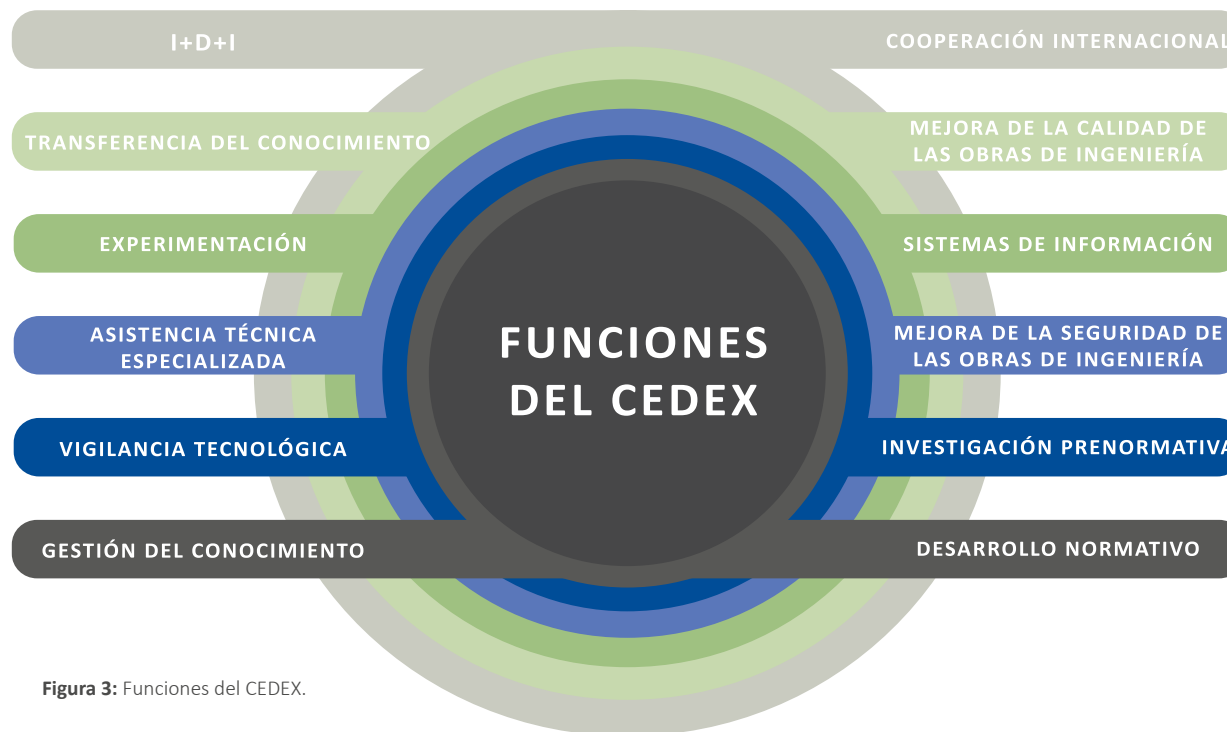 I+D+I
COOPERACIÓN INTERNACIONAL
TRANSFERENCIA DEL CONOCIMIENTO
MEJORA DE LA CALIDAD DE
LAS OBRAS DE INGENIERÍA
EXPERIMENTACIÓN
SISTEMAS DE INFORMACIÓN
ASISTENCIA TÉCNICA
ESPECIALIZADA
MEJORA DE LA SEGURIDAD DE
LAS OBRAS DE INGENIERÍA
FUNCIONES
DEL CEDEX
VIGILANCIA TECNOLÓGICA
INVESTIGACIÓN PRENORMATIVA
GESTIÓN DEL CONOCIMIENTO
DESARROLLO NORMATIVO
Figura 3: Funciones del CEDEX.